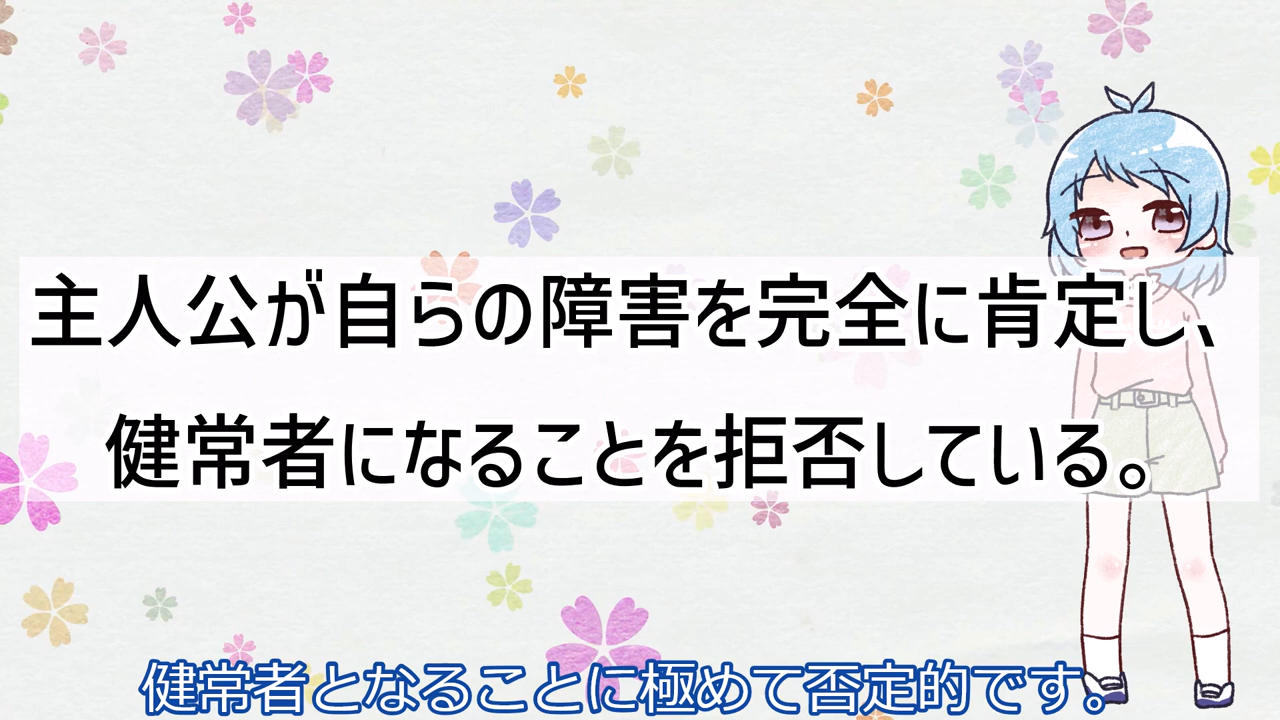 主人公が自らの障害を完全に肯定し、
健常者になることを拒否している。
健常者となることに極めて否定的です。